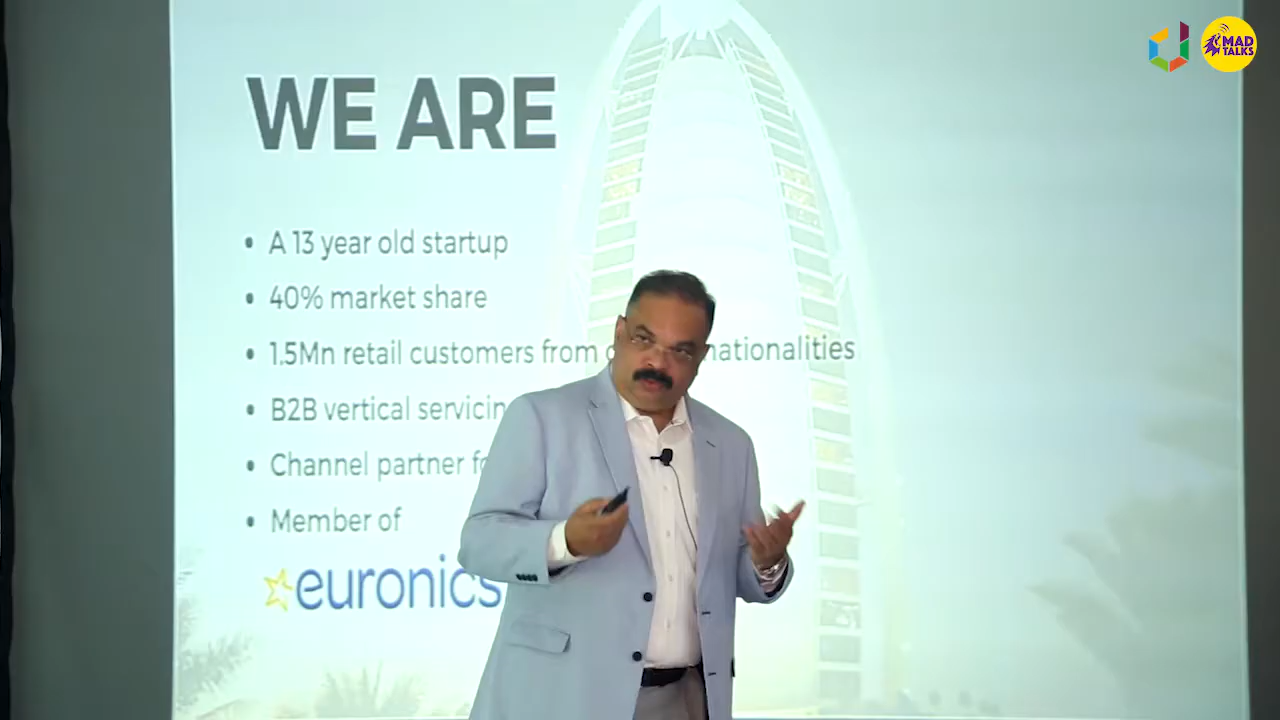 MAD
TALKS
WE ARE
• A 13 year old startup
• 40% market share
• 1.5Mn retail customers from nationalities
• B2B vertical servicin
• Channel partner
• Member of
euronics